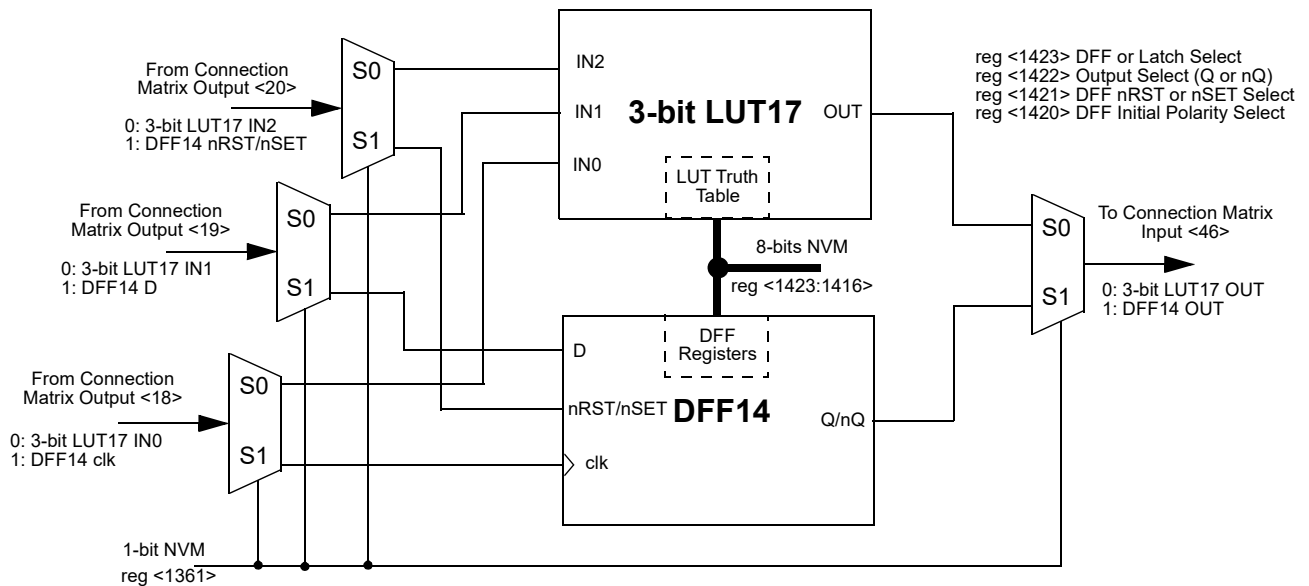 From Connection
Matrix Output <20>
0: 3-bit LUT17 IN2
1: DFF14 nRST/nSET
S0
S1
IN2
IN1
IN0
3-bit LUT17
OUT
LUT Truth
Table
reg <1423> DFF or Latch Select
reg <1422> Output Select (Q or nQ)
reg <1421> DFF nRST or nSET Select
reg <1420> DFF Initial Polarity Select
From Connection
Matrix Output <19>
0: 3-bit LUT17 IN1
1: DFF14 D
S0
S1
8-bits NVM
reg <1423:1416>
S0
S1
To Connection Matrix
Input <46>
0: 3-bit LUT17 OUT
1: DFF14 OUT
From Connection
Matrix Output <18>
0: 3-bit LUT17 IN0
1: DFF14 clk
S0
S1
D
nRST/nSET
clk
DFF
Registers
DFF14
Q/nQ
1-bit NVM
reg <1361>